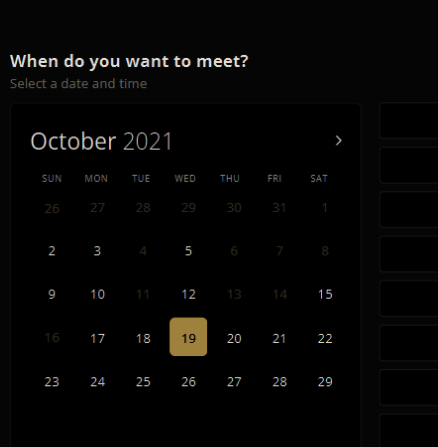 When do you want to meet?
Select a date and time
October 2021
SUN MON TUE WED THU FRI SAT
26 27 28 29 30 31 1
2 3 4 5 6 7 8
9 10 11 12 13 14 15
16 17 18 19 20 21 22
23 24 25 26 27 28 29